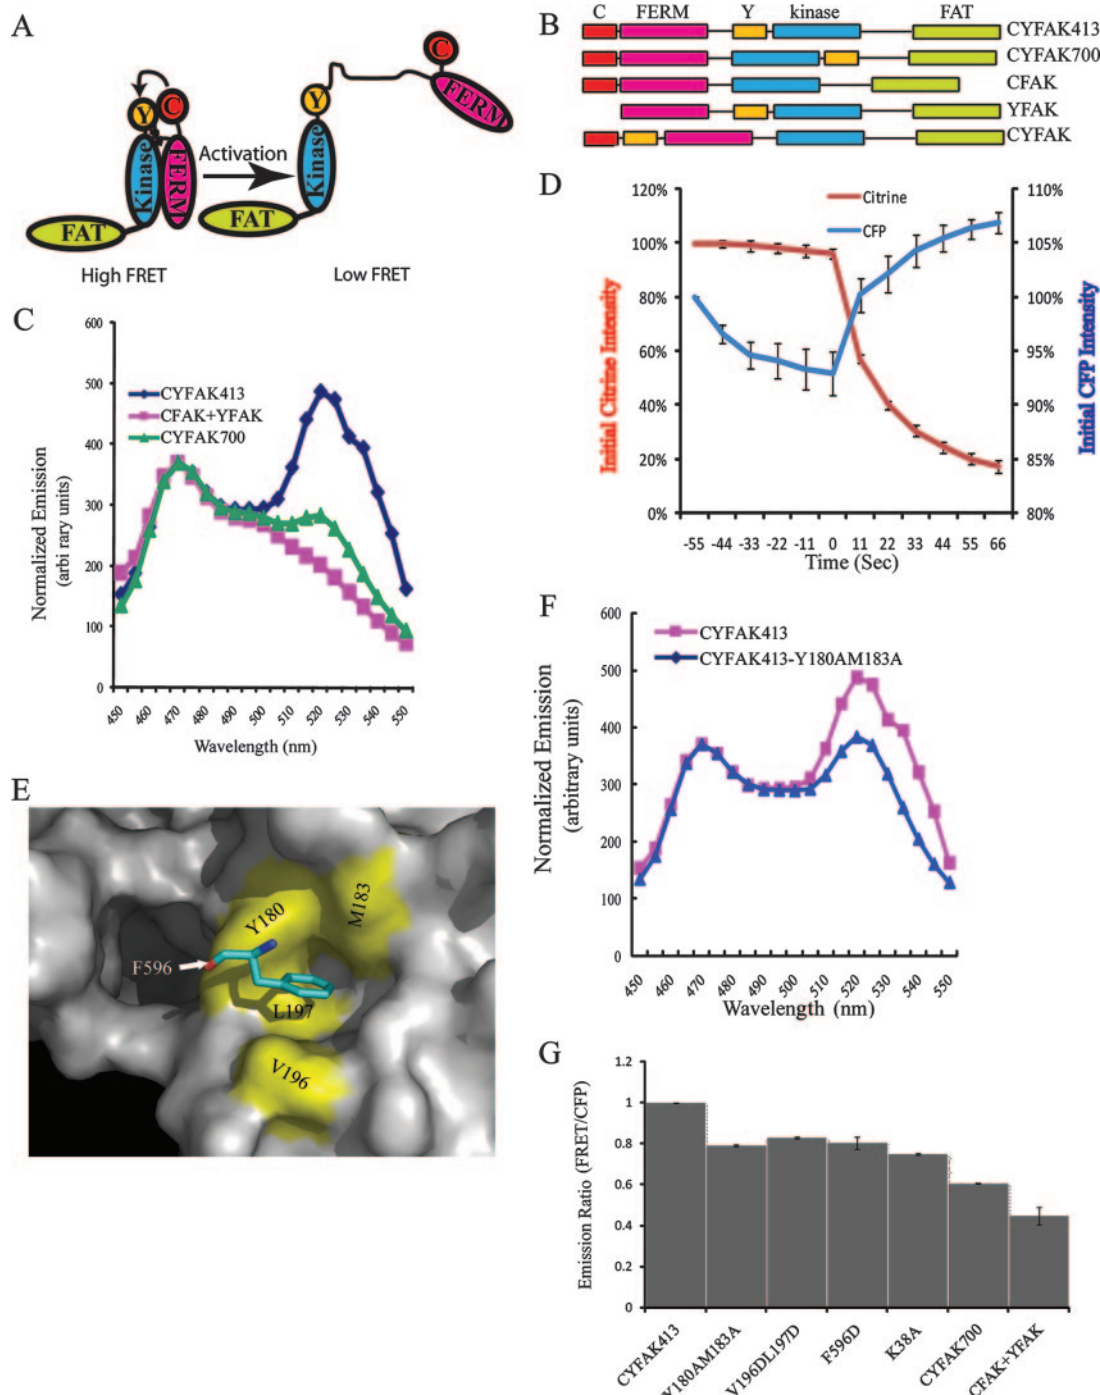 A
C
Y
C
Kinase
FERM
FAT
Activation
Y
Kinase
FAT
C
FERM
High FRET
Low FRET
B
C FERM Y kinase FAT
CYFAK413
CYFAK700
CFAK
YFAK
CYFAK
C
Normalized Emission
(arbi rary units)
600
500
400
300
200
100
0
CYFAK413
CFAK+YFAK
CYFAK700
450 460 470 480 490 500 510 520 530 540 550
Wavelength (nm)
D
Initial Citrine Intensity
120%
100%
80%
60%
40%
20%
0%
Citrine
CFP
110%
105%
100%
95%
90%
85%
80%
Initial CFP Intensity
-55 -44 -33 -22 -11 0 11 22 33 44 55 66
Time (Sec)
E
Y180
M183
F596
L197
V196
F
Normalized Emission
(arbitrary units)
600
500
400
300
200
100
0
CYFAK413
CYFAK413-Y180AM183A
450 460 470 480 490 500 510 520 530 540 550
Wavelength (nm)
G
Emission Ratio (FRET/CFP)
1.2
1
0.8
0.6
0.4
0.2
0
CYFAK413
Y180AM183A
V196DL197D
F596D
K38A
CYFAK700
CFAK+YFAK